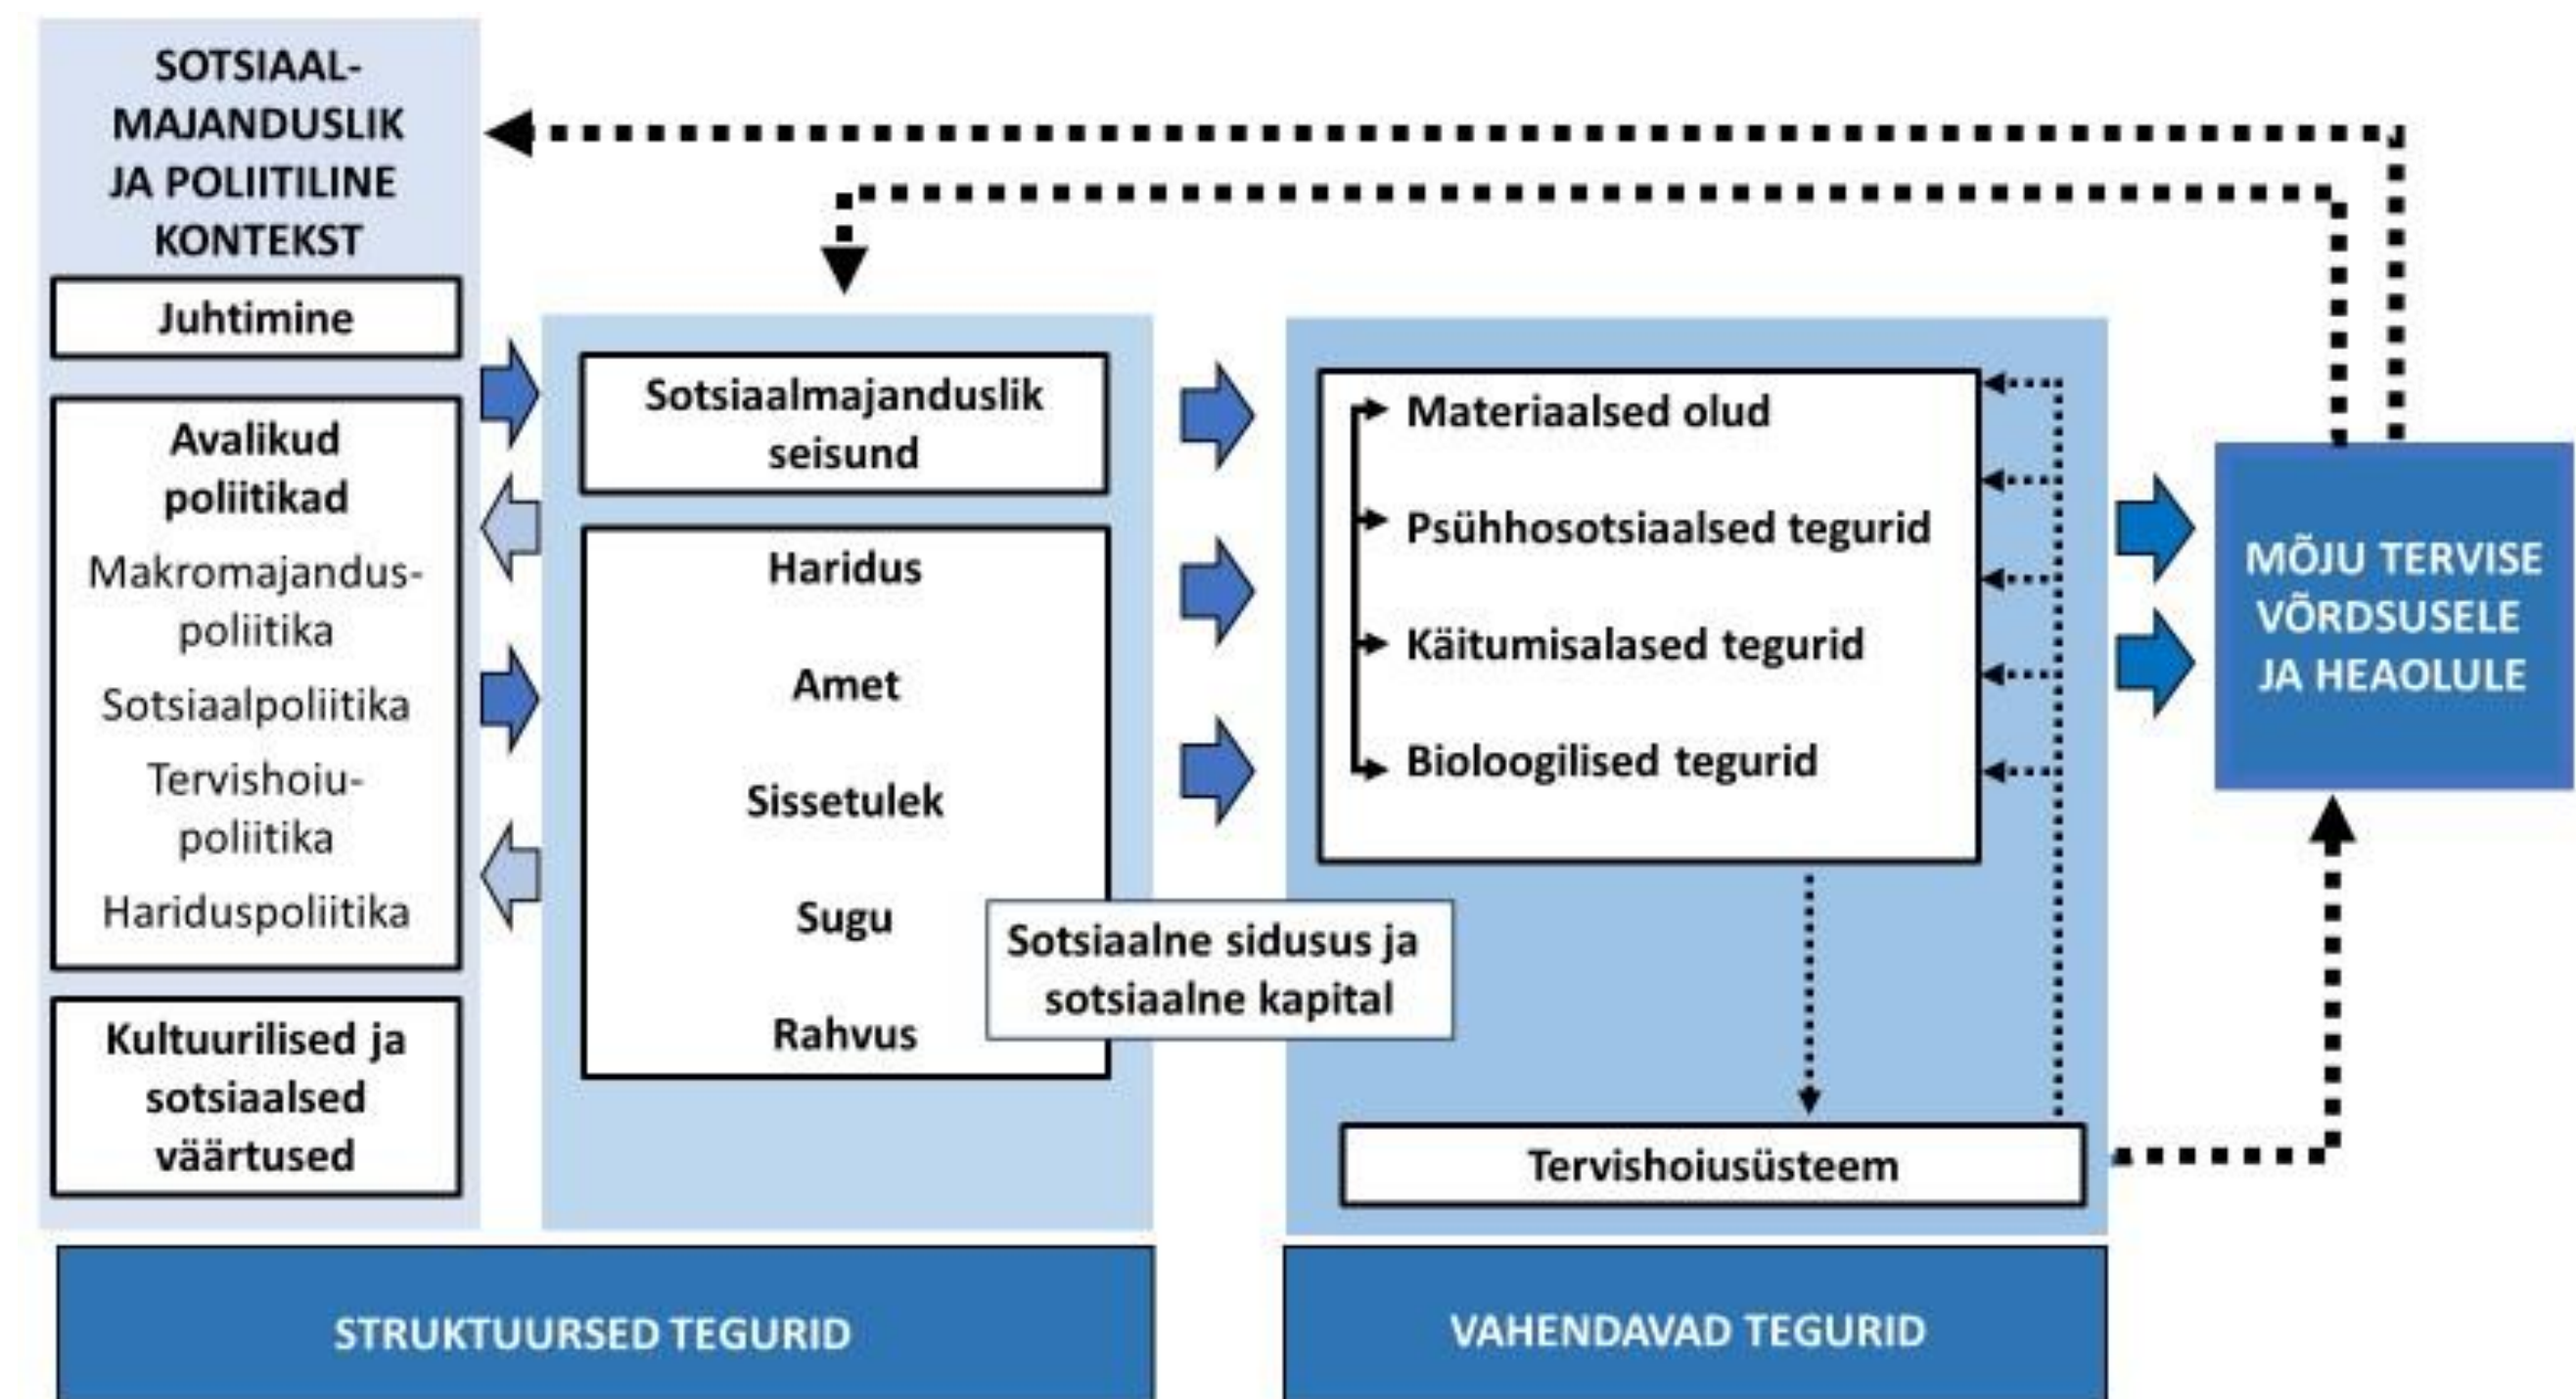 SOTSIAAL-
MAJANDUSLIK
JA POLIITILINE
KONTEKST
Juhtimine
Avalikud
poliitikad
Makromajandus-
poliitika
Sotsiaalpoliitika
Tervishoiu-
poliitika
Hariduspoliitika
Kultuurilised ja
sotsiaalsed
väärtused
Sotsiaalmajanduslik
seisund
Haridus
Amet
Sissetulek
Sugu
Rahvus
Sotsiaalne sidusus ja
sotsiaalne kapital
Materiaalsed olud
Psühhosotsiaalsed tegurid
Käitumisalased tegurid
Bioloogilised tegurid
Tervishoiusüsteem
MÕJU TERVISE
VÕRDSUSELE
JA HEAOLULE
STRUKTUURSED TEGURID
VAHENDAVAD TEGURID